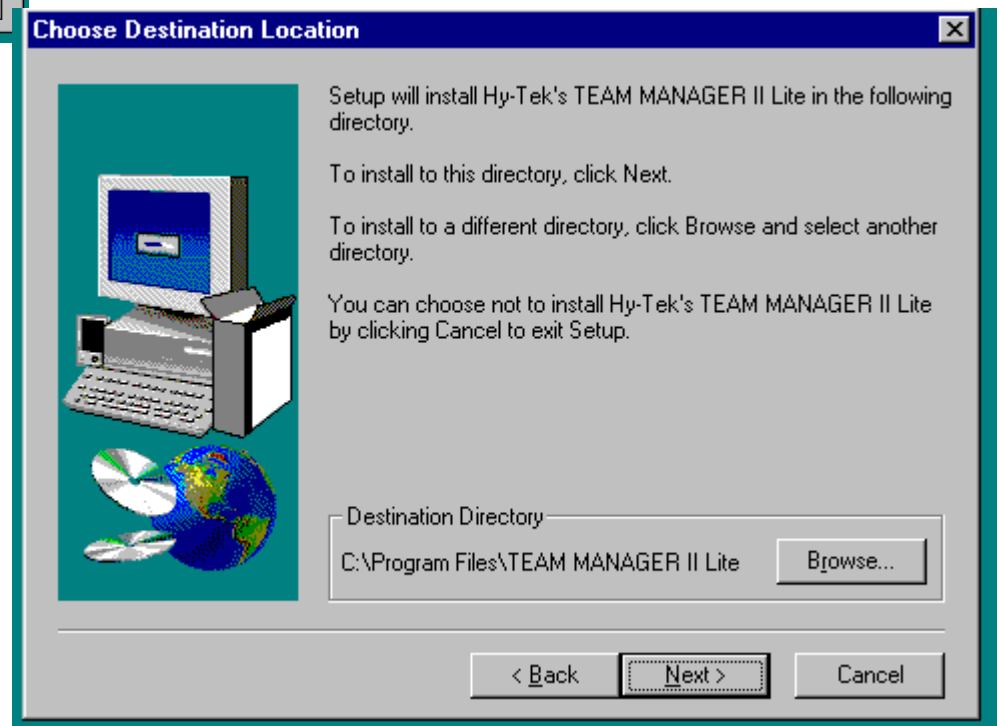 Choose Destination Location
Setup will install Hy-Tek's TEAM MANAGER II Lite in the following
directory.
To install to this directory, click Next.
To install to a different directory, click Browse and select another
directory.
You can choose not to install Hy-Tek's TEAM MANAGER II Lite
by clicking Cancel to exit Setup.
Destination Directory
C:\Program Files\TEAM MANAGER II Lite
Browse...
< Back
Next >
Cancel